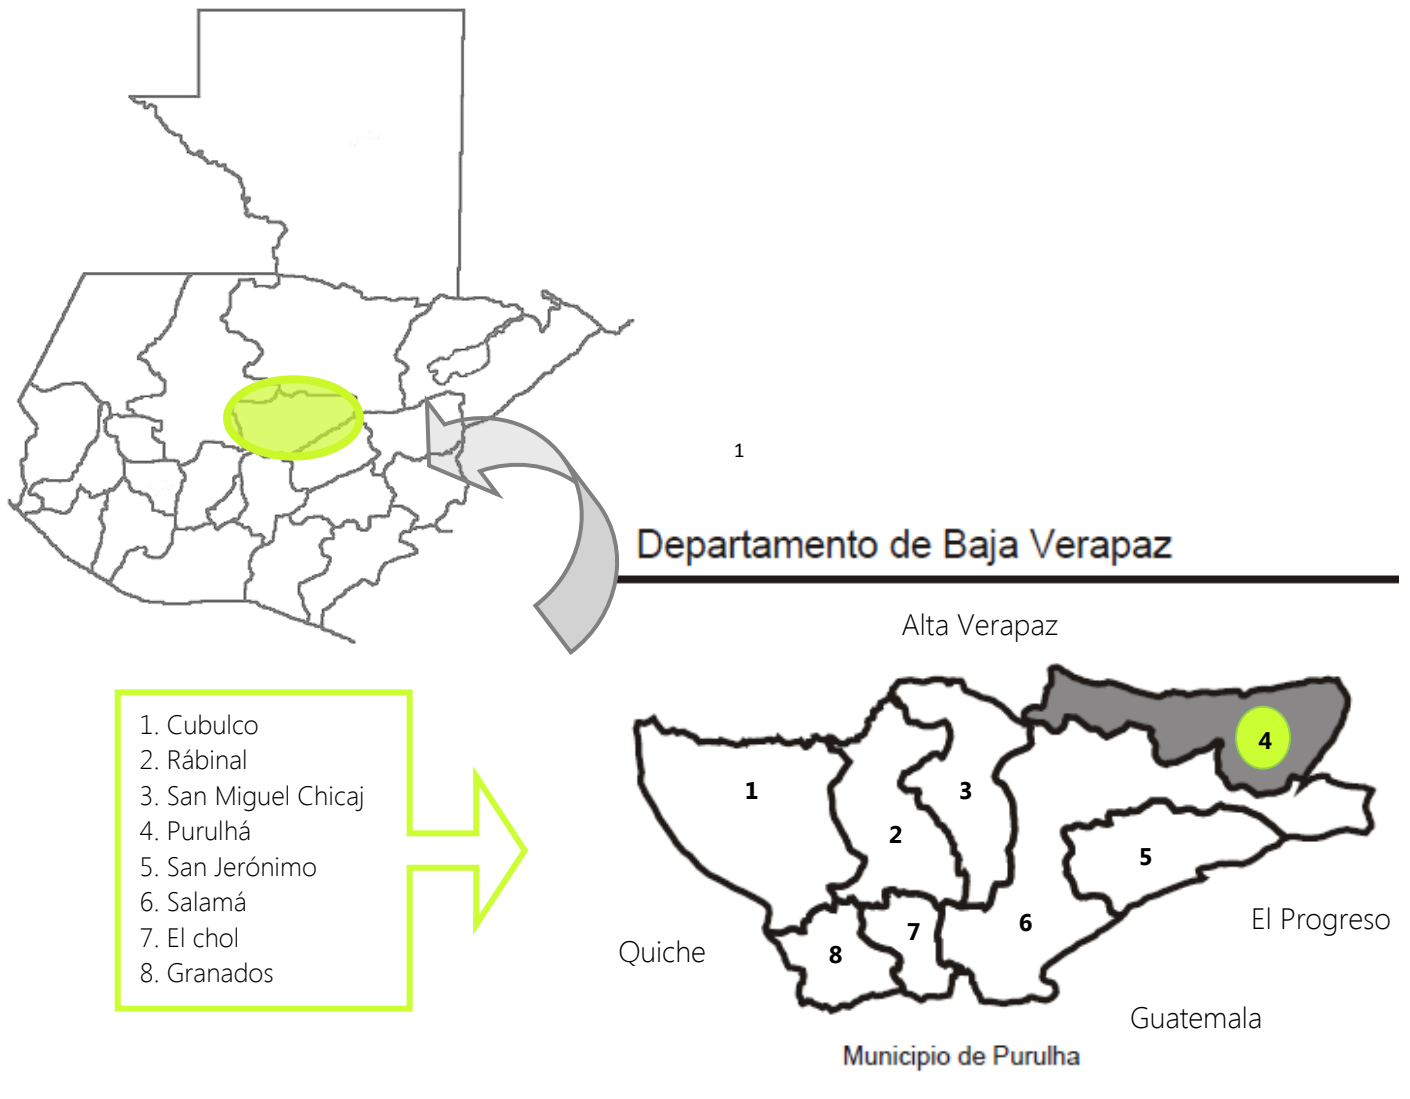 1
Departamento de Baja Verapaz
Alta Verapaz
1. Cubulco
2. Rábinal
3. San Miguel Chicaj
4. Purulhá
5. San Jerónimo
6. Salamá
7. El chol
8. Granados
4
1
3
2
5
6
7
8
El Progreso
Quiche
Guatemala
Municipio de Purulha